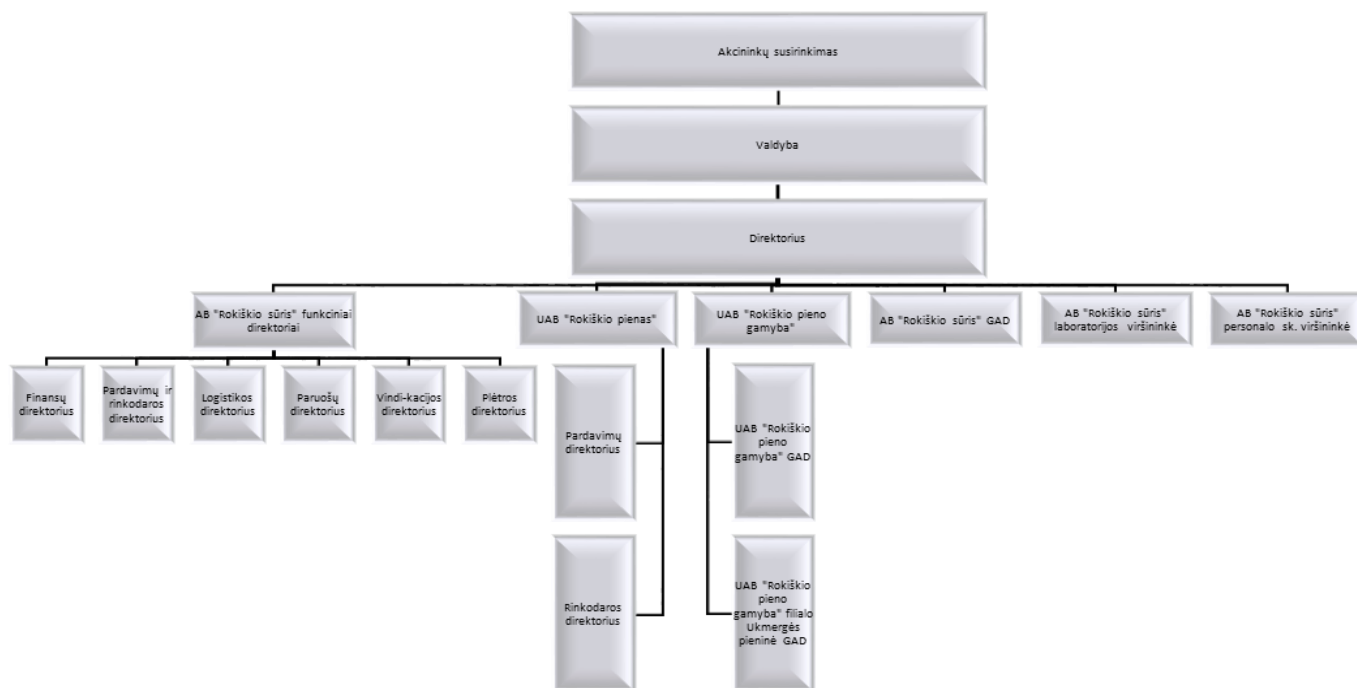 Akcininkų susirinkimas
Valdyba
Direktorius
AB "Rokiškio sūris" funkciniai
direktoriai
UAB "Rokiškio pienas"
UAB "Rokiškio pieno
gamyba"
AB "Rokiškio sūris" GAD
AB "Rokiškio sūris"
laboratorijos viršininkė
AB "Rokiškio sūris"
personalo sk. viršininkė
Finansų
direktorius
Pardavimų ir
rinkodaros
direktorius
Logistikos
direktorius
Paruošų
direktorius
Vindi-kacijos
direktorius
Plėtros
direktorius
Pardavimų
direktorius
UAB "Rokiškio
pieno
gamyba" GAD
Rinkodaros
direktorius
UAB "Rokiškio
pieno
gamyba" filialo
Ukmergės
pieninė GAD